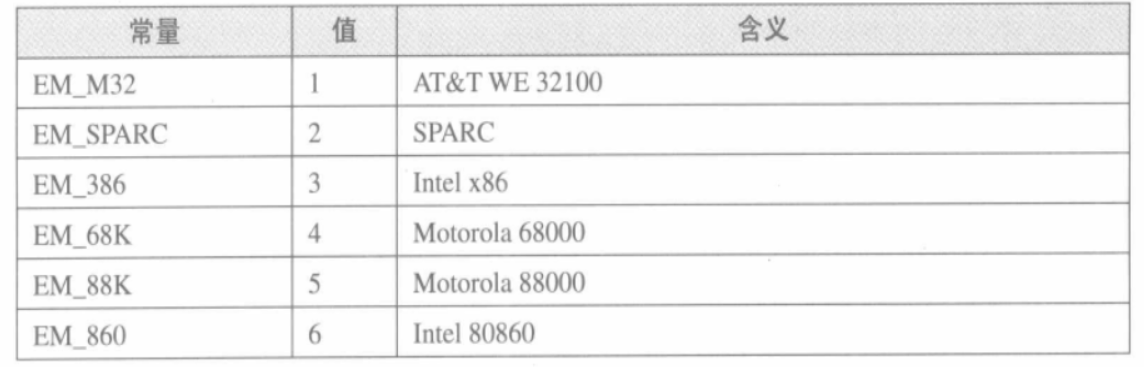 常量 值 含义
EM_M32 1 AT&T WE 32100
EM_SPARC 2 SPARC
EM_386 3 Intel x86
EM_68K 4 Motorola 68000
EM_88K 5 Motorola 88000
EM_860 6 Intel 80860